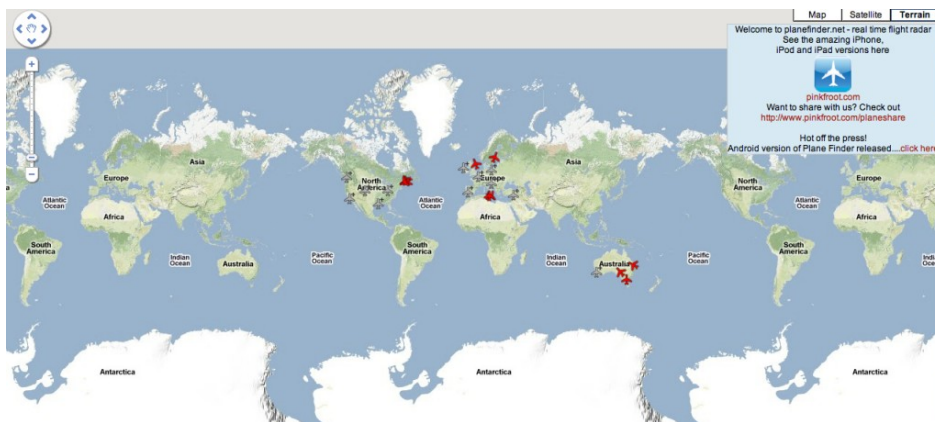 Map Satellite Terrain
Welcome to planefinder.net - real time flight radar
See the amazing iPhone,
iPod and iPad versions here
pinkfroot.com
Want to share with us? Check out
http://www.pinkfroot.com/planeshare
Hot off the press!
Android version of Plane Finder released....click here
Europe
Asia
North
America
Europe
Asia
North
America
Europe
Atlantic
Ocean
Africa
Atlantic
Ocean
Africa
Atlantic
Ocean
Africa
South
America
Indian
Ocean
Australia
Pacific
Ocean
South
America
Indian
Ocean
Australia
Pacific
Ocean
South
America
Antarctica
Antarctica
Antarctica